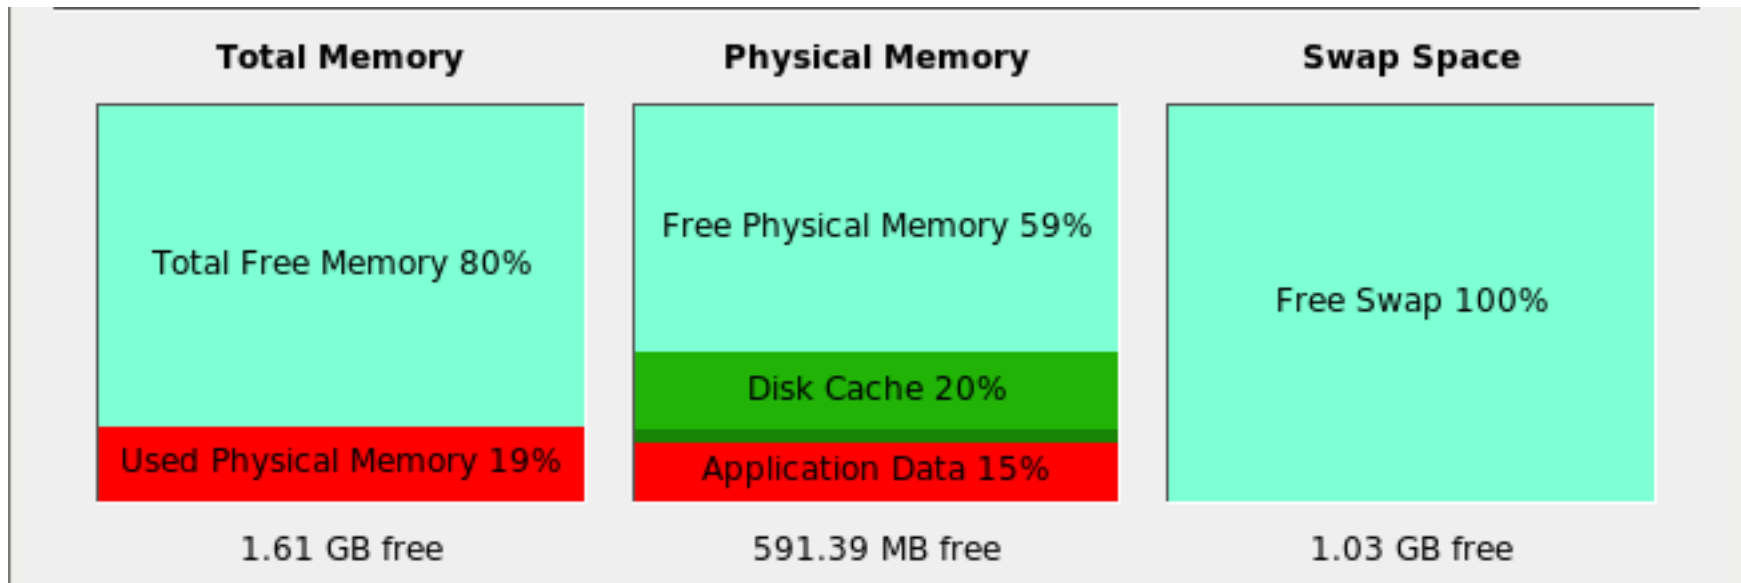 Total Memory
Physical Memory
Swap Space
Total Free Memory 80%
Used Physical Memory 19%
Free Physical Memory 59%
Disk Cache 20%
Application Data 15%
Free Swap 100%
1.61 GB free
591.39 MB free
1.03 GB free